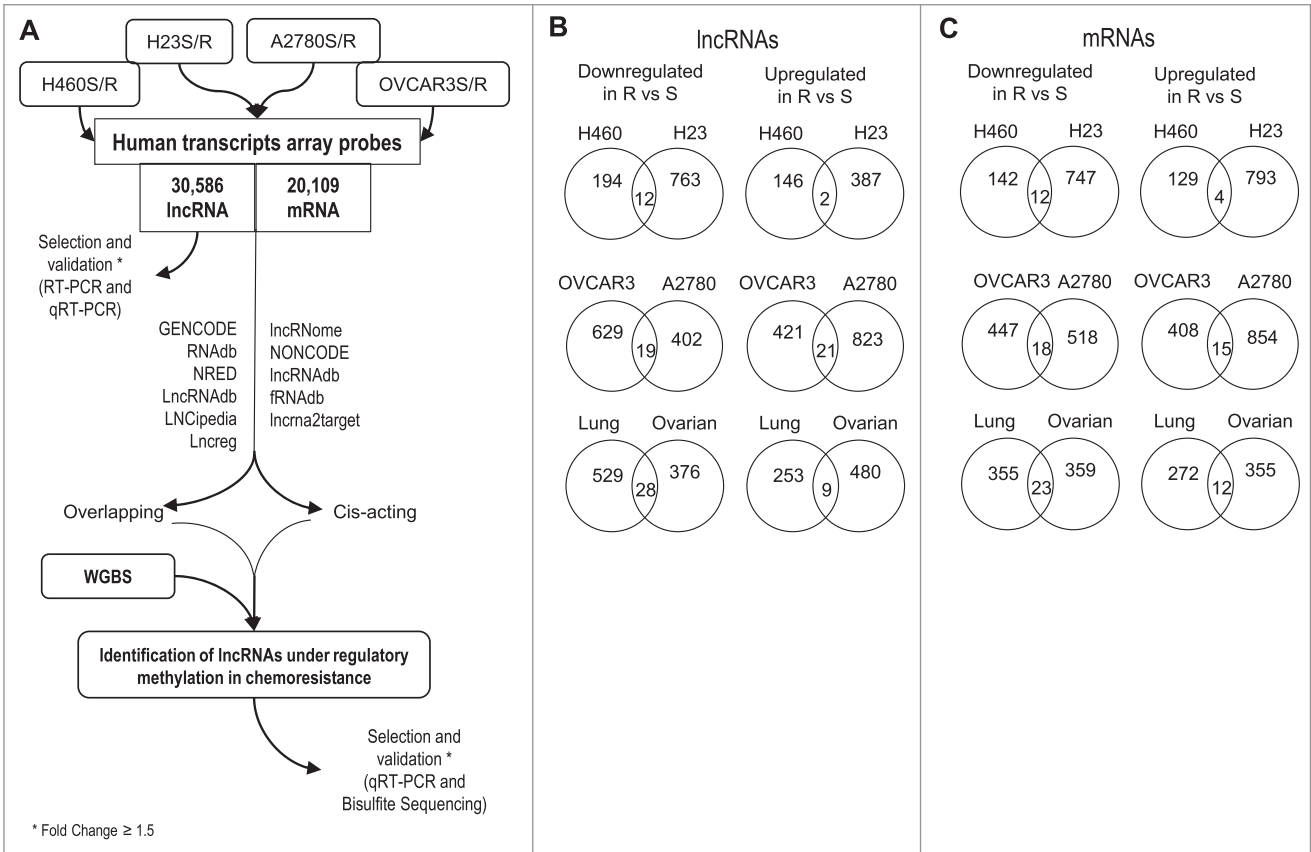 A
H23S/R
A2780S/R
H460S/R
OVCAR3S/R
Human transcripts array probes
30,586
lncRNA
20,109
mRNA
Selection and
validation *
(RT-PCR and
qRT-PCR)
GENCODE
RNAdb
NRED
LncRNAdb
LNCipedia
Lncreg
lncRNome
NONCODE
lncRNAdb
fRNAdb
lncrna2target
Overlapping
Cis-acting
WGBS
Identification of lncRNAs under regulatory
methylation in chemoresistance
Selection and
validation *
(qRT-PCR and
Bisulfite Sequencing)
* Fold Change ≥ 1.5
B
lncRNAs
Downregulated
in R vs S
Upregulated
in R vs S
H460 H23
194 12 763
H460 H23
146 2 387
OVCAR3 A2780
629 19 402
OVCAR3 A2780
421 21 823
Lung Ovarian
529 28 376
Lung Ovarian
253 9 480
C
mRNAs
Downregulated
in R vs S
Upregulated
in R vs S
H460 H23
142 12 747
H460 H23
129 4 793
OVCAR3 A2780
447 18 518
OVCAR3 A2780
408 15 854
Lung Ovarian
355 23 359
Lung Ovarian
272 12 355